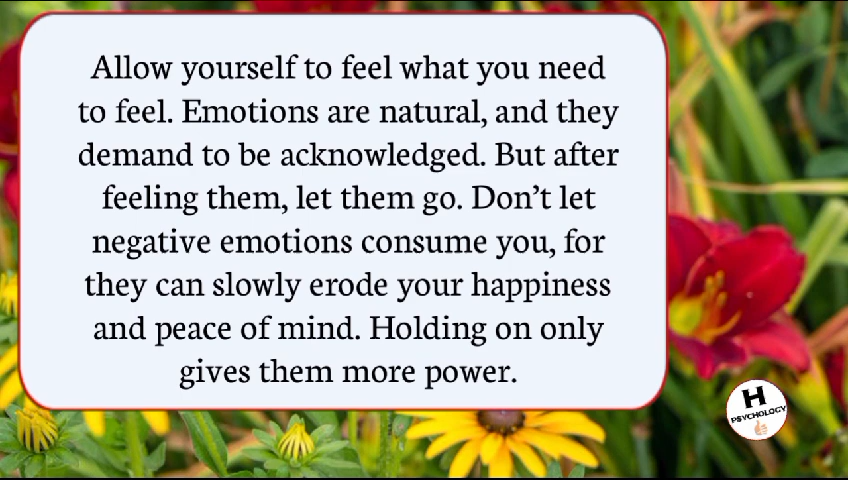 Allow yourself to feel what you need
to feel. Emotions are natural, and they
demand to be acknowledged. But after
feeling them, let them go. Don’t let
negative emotions consume you, for
they can slowly erode your happiness
and peace of mind. Holding on only
gives them more power.
H
PSYCHOLOGY